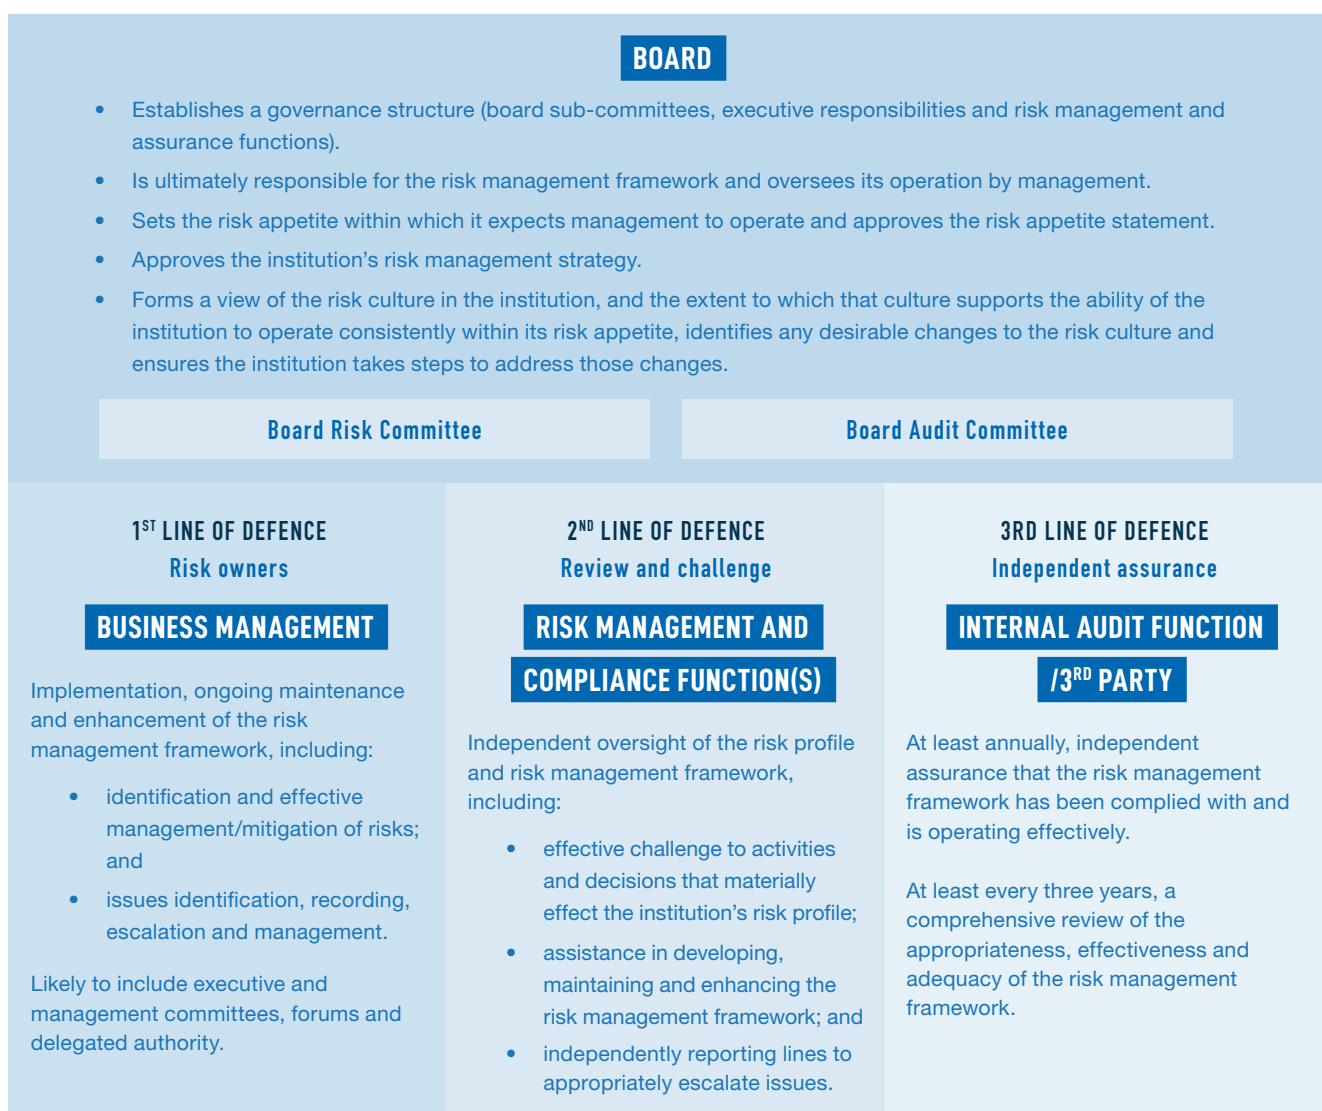 BOARD
• Establishes a governance structure (board sub-committees, executive responsibilities and risk management and
assurance functions).
• Is ultimately responsible for the risk management framework and oversees its operation by management.
• Sets the risk appetite within which it expects management to operate and approves the risk appetite statement.
• Approves the institution’s risk management strategy.
• Forms a view of the risk culture in the institution, and the extent to which that culture supports the ability of the
institution to operate consistently within its risk appetite, identifies any desirable changes to the risk culture and
ensures the institution takes steps to address those changes.
Board Risk Committee
Board Audit Committee
1ST LINE OF DEFENCE
Risk owners
BUSINESS MANAGEMENT
Implementation, ongoing maintenance
and enhancement of the risk
management framework, including:
• identification and effective
management/mitigation of risks;
and
• issues identification, recording,
escalation and management.
Likely to include executive and
management committees, forums and
delegated authority.
2ND LINE OF DEFENCE
Review and challenge
RISK MANAGEMENT AND
COMPLIANCE FUNCTION(S)
Independent oversight of the risk profile
and risk management framework,
including:
• effective challenge to activities
and decisions that materially
effect the institution’s risk profile;
• assistance in developing,
maintaining and enhancing the
risk management framework; and
• independently reporting lines to
appropriately escalate issues.
3RD LINE OF DEFENCE
Independent assurance
INTERNAL AUDIT FUNCTION
/3RD PARTY
At least annually, independent
assurance that the risk management
framework has been complied with and
is operating effectively.
At least every three years, a
comprehensive review of the
appropriateness, effectiveness and
adequacy of the risk management
framework.